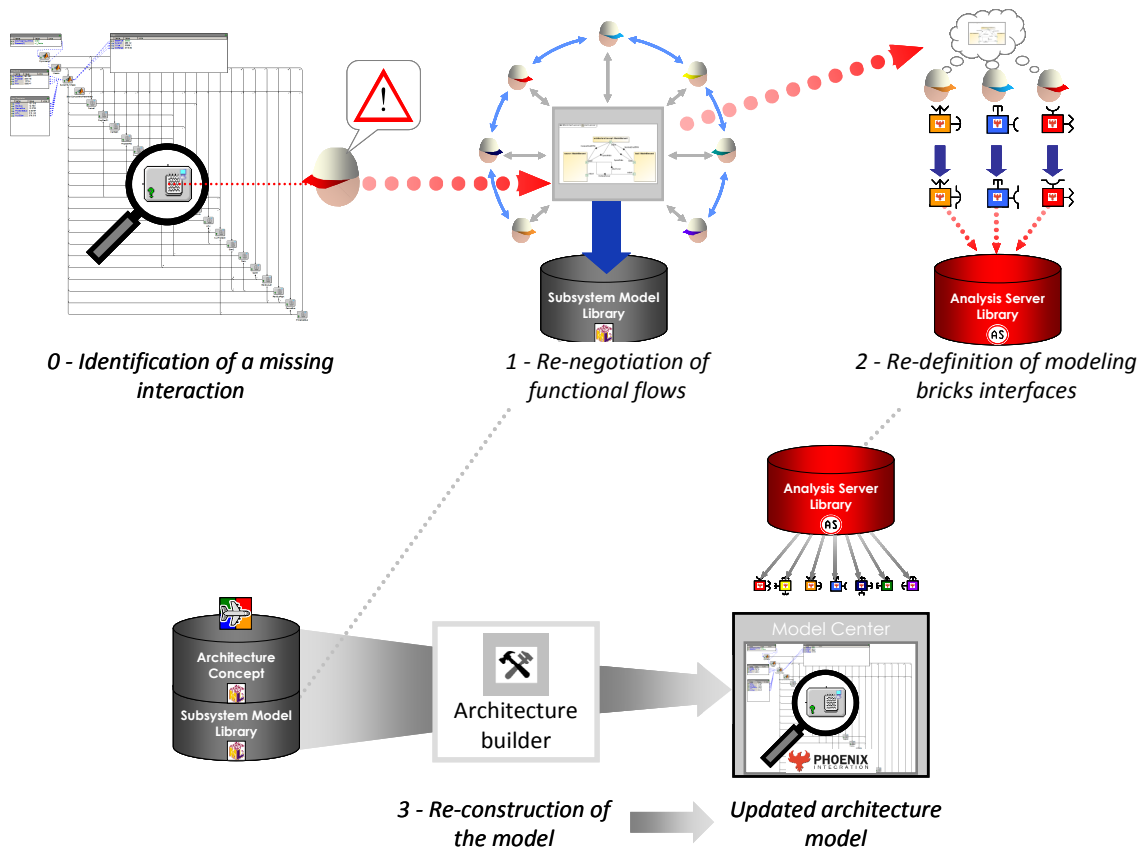 !
Subsystem Model
Library
Analysis Server
Library
AS
0 - Identification of a missing
interaction
1 - Re-negotiation of
functional flows
2 - Re-definition of modeling
bricks interfaces
Analysis Server
Library
AS
Architecture
Concept
Subsystem Model
Library
Architecture
builder
Model Center
PHOENIX
INTEGRATION
3 - Re-construction of
the model
Updated architecture
model